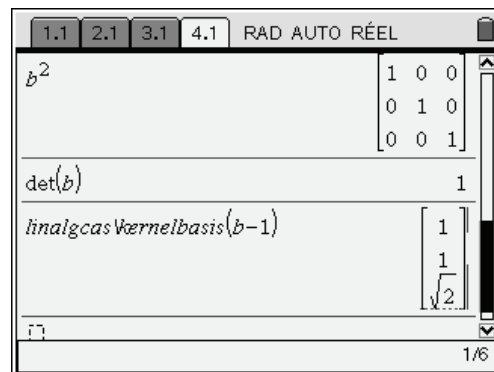 1.1 2.1 3.1 4.1 RAD AUTO RÉEL
b²
1 0 0
0 1 0
0 0 1
det(b) 1
linalgcas\kernelbasis(b-1)
1
1
√2
1/6